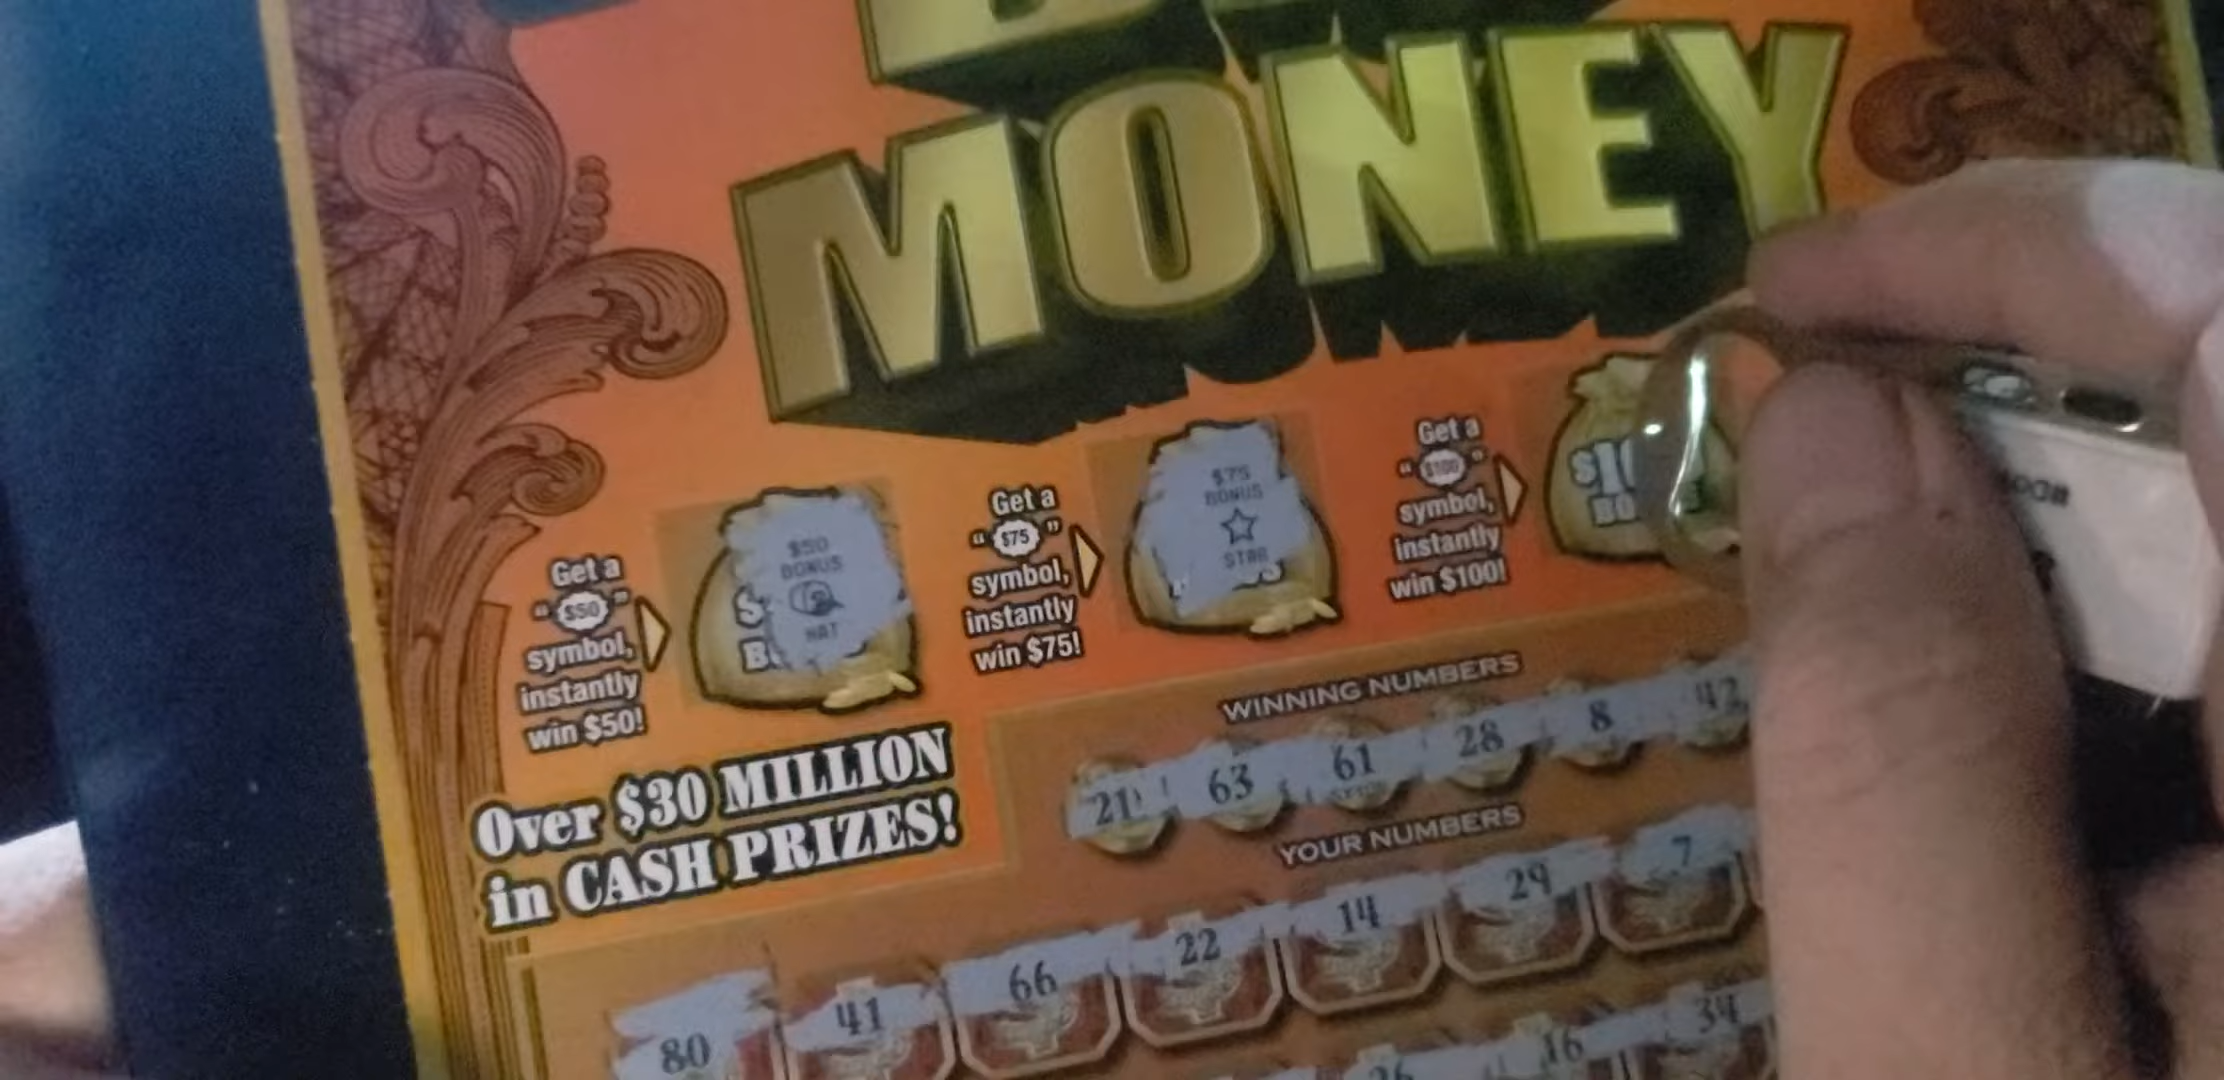 MONEY
Get a
"$50"
symbol,
instantly
win $50!
$50
BONUS
HAT
Get a
"$75"
symbol,
instantly
win $75!
$75
BONUS
STAR
Get a
"$100"
symbol,
instantly
win $100!
Over $30 MILLION
in CASH PRIZES!
WINNING NUMBERS
21 63 61 28 8 42
YOUR NUMBERS
80 41 66 22 14 29 7
16 34